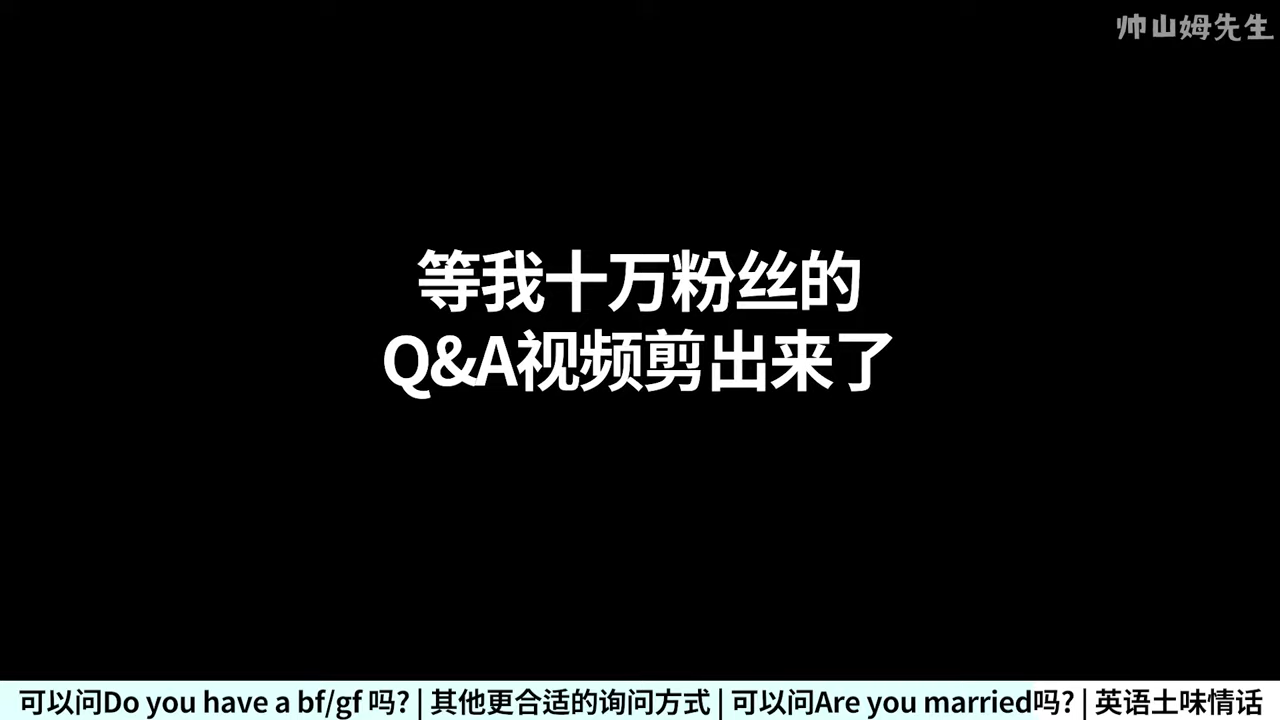 帅山姆先生
等我十万粉丝的
Q&A视频剪出来了
可以问Do you have a bf/gf 吗? | 其他更合适的询问方式 | 可以问Are you married吗? | 英语土味情话